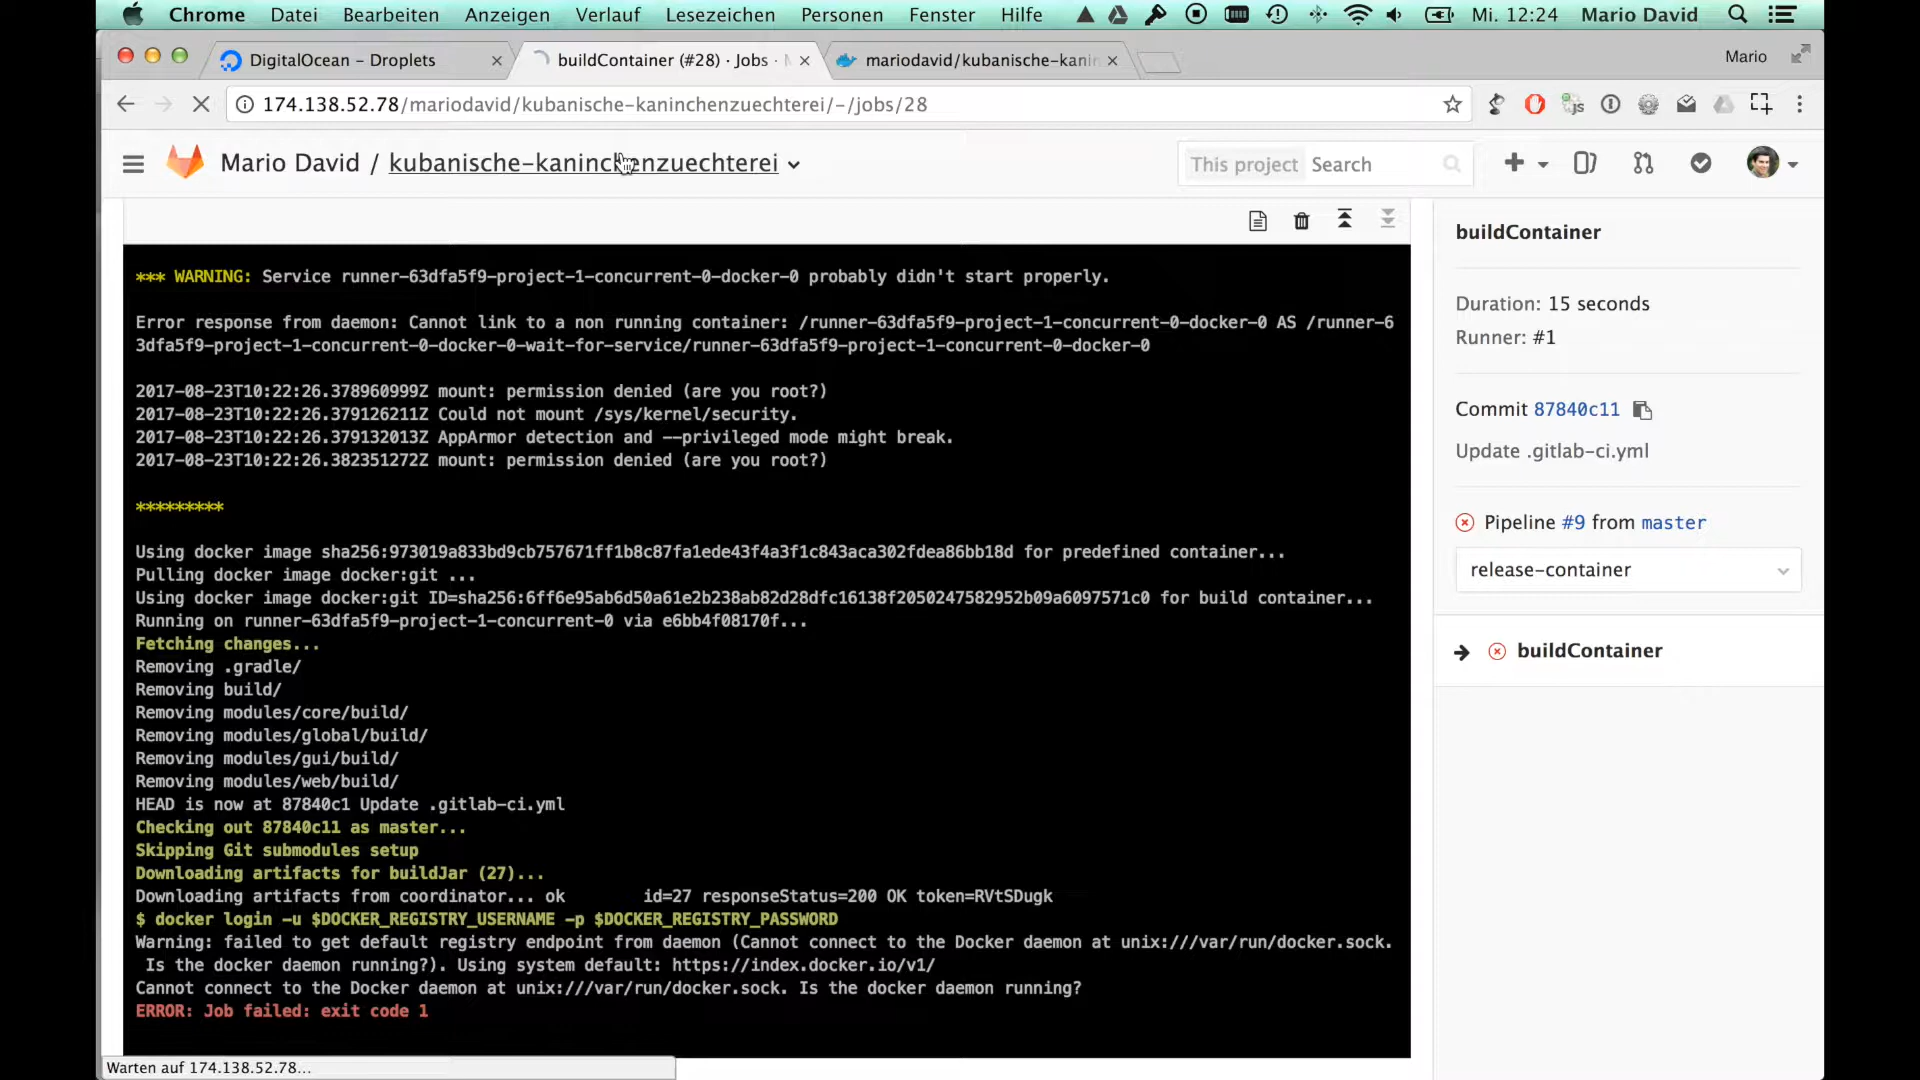 Chrome Datei Bearbeiten Anzeigen Verlauf Lesezeichen Personen Fenster Hilfe Mi. 12:24 Mario David
DigitalOcean – Droplets
buildContainer (#28) · Jobs ·
mariodavid/kubanische-kanin
Mario
174.138.52.78/mariodavid/kubanische-kaninchenzuechterei/-/jobs/28
Mario David / kubanische-kaninchenzuechterei
This project Search
*** WARNING: Service runner-63dfa5f9-project-1-concurrent-0-docker-0 probably didn't start properly.
Error response from daemon: Cannot link to a non running container: /runner-63dfa5f9-project-1-concurrent-0-docker-0 AS /runner-6
3dfa5f9-project-1-concurrent-0-docker-0-wait-for-service/runner-63dfa5f9-project-1-concurrent-0-docker-0
2017-08-23T10:22:26.378960999Z mount: permission denied (are you root?)
2017-08-23T10:22:26.379126211Z Could not mount /sys/kernel/security.
2017-08-23T10:22:26.379132013Z AppArmor detection and --privileged mode might break.
2017-08-23T10:22:26.382351272Z mount: permission denied (are you root?)
*********
Using docker image sha256:973019a833bd9cb757671ff1b8c87fa1ede43f4a3f1c843aca302fdea86bb18d for predefined container...
Pulling docker image docker:git ...
Using docker image docker:git ID=sha256:6ff6e95ab6d50a61e2b238ab82d28dfc16138f2050247582952b09a6097571c0 for build container...
Running on runner-63dfa5f9-project-1-concurrent-0 via e6bb4f08170f...
Fetching changes...
Removing .gradle/
Removing build/
Removing modules/core/build/
Removing modules/global/build/
Removing modules/gui/build/
Removing modules/web/build/
HEAD is now at 87840c1 Update .gitlab-ci.yml
Checking out 87840c11 as master...
Skipping Git submodules setup
Downloading artifacts for buildJar (27)...
Downloading artifacts from coordinator... ok id=27 responseStatus=200 OK token=RVtSDugk
$ docker login -u $DOCKER_REGISTRY_USERNAME -p $DOCKER_REGISTRY_PASSWORD
Warning: failed to get default registry endpoint from daemon (Cannot connect to the Docker daemon at unix:///var/run/docker.sock.
Is the docker daemon running?). Using system default: https://index.docker.io/v1/
Cannot connect to the Docker daemon at unix:///var/run/docker.sock. Is the docker daemon running?
ERROR: Job failed: exit code 1
buildContainer
Duration: 15 seconds
Runner: #1
Commit 87840c11
Update .gitlab-ci.yml
Pipeline #9 from master
release-container
buildContainer
Warten auf 174.138.52.78...